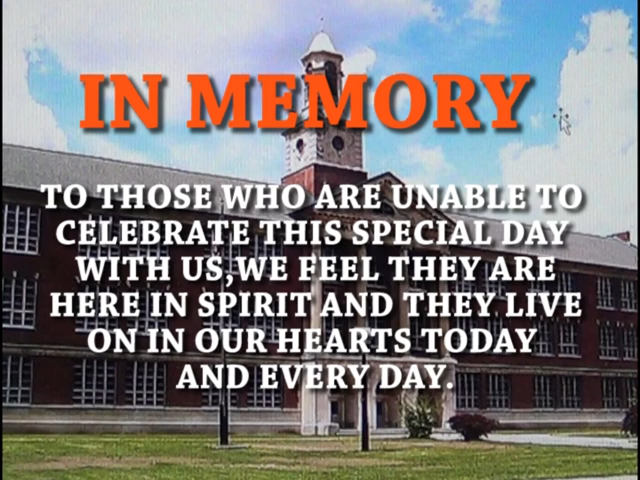 IN MEMORY
TO THOSE WHO ARE UNABLE TO
CELEBRATE THIS SPECIAL DAY
WITH US,WE FEEL THEY ARE
HERE IN SPIRIT AND THEY LIVE
ON IN OUR HEARTS TODAY
AND EVERY DAY.